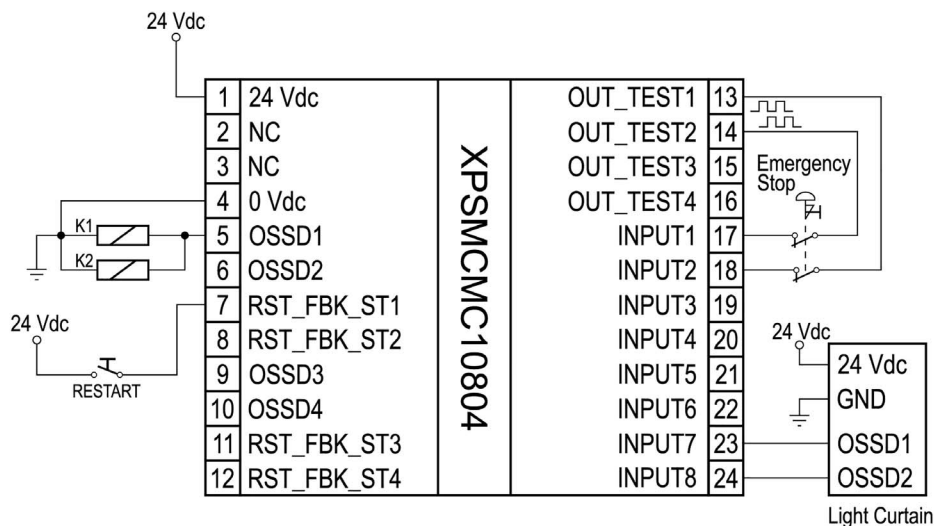 24 Vdc
1 24 Vdc
2 NC
3 NC
4 0 Vdc
5 OSSD1
6 OSSD2
7 RST_FBK_ST1
8 RST_FBK_ST2
9 OSSD3
10 OSSD4
11 RST_FBK_ST3
12 RST_FBK_ST4
K1
K2
24 Vdc
RESTART
XPSMCMC10804
OUT_TEST1 13
OUT_TEST2 14
OUT_TEST3 15
OUT_TEST4 16
INPUT1 17
INPUT2 18
INPUT3 19
INPUT4 20
INPUT5 21
INPUT6 22
INPUT7 23
INPUT8 24
Emergency
Stop
24 Vdc
24 Vdc
GND
OSSD1
OSSD2
Light Curtain